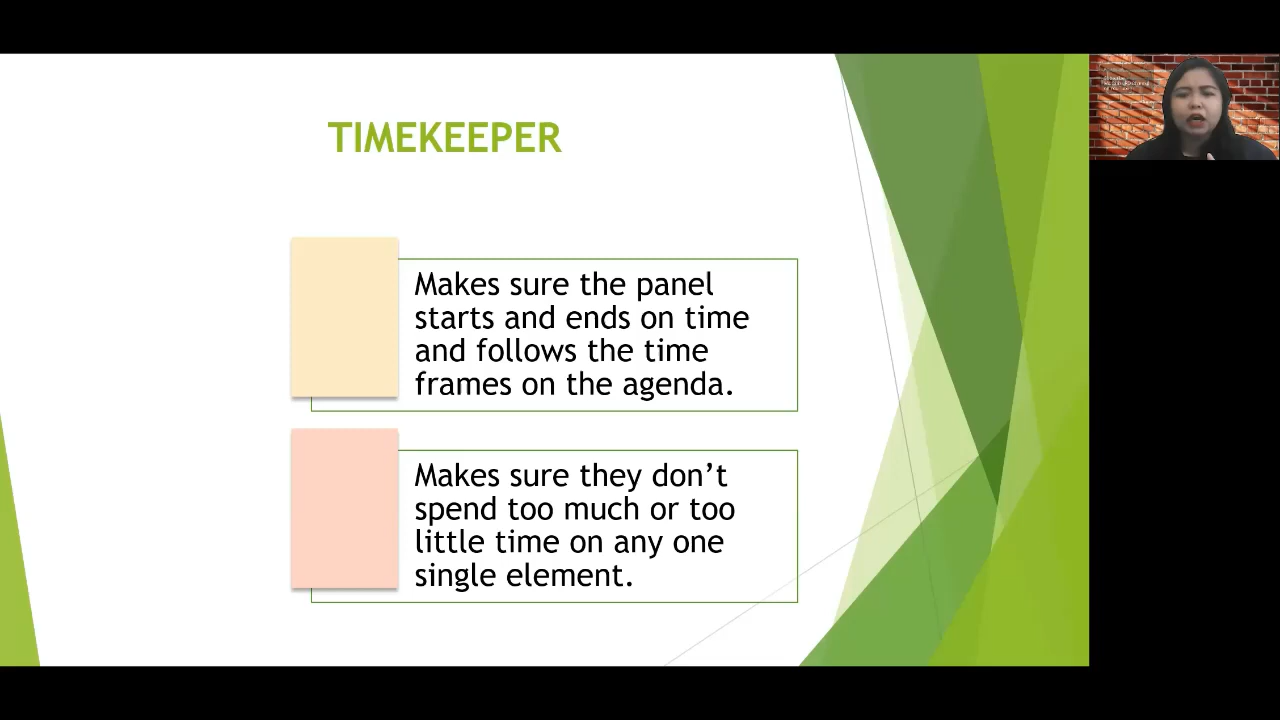 TIMEKEEPER
Makes sure the panel
starts and ends on time
and follows the time
frames on the agenda.
Makes sure they don't
spend too much or too
little time on any one
single element.